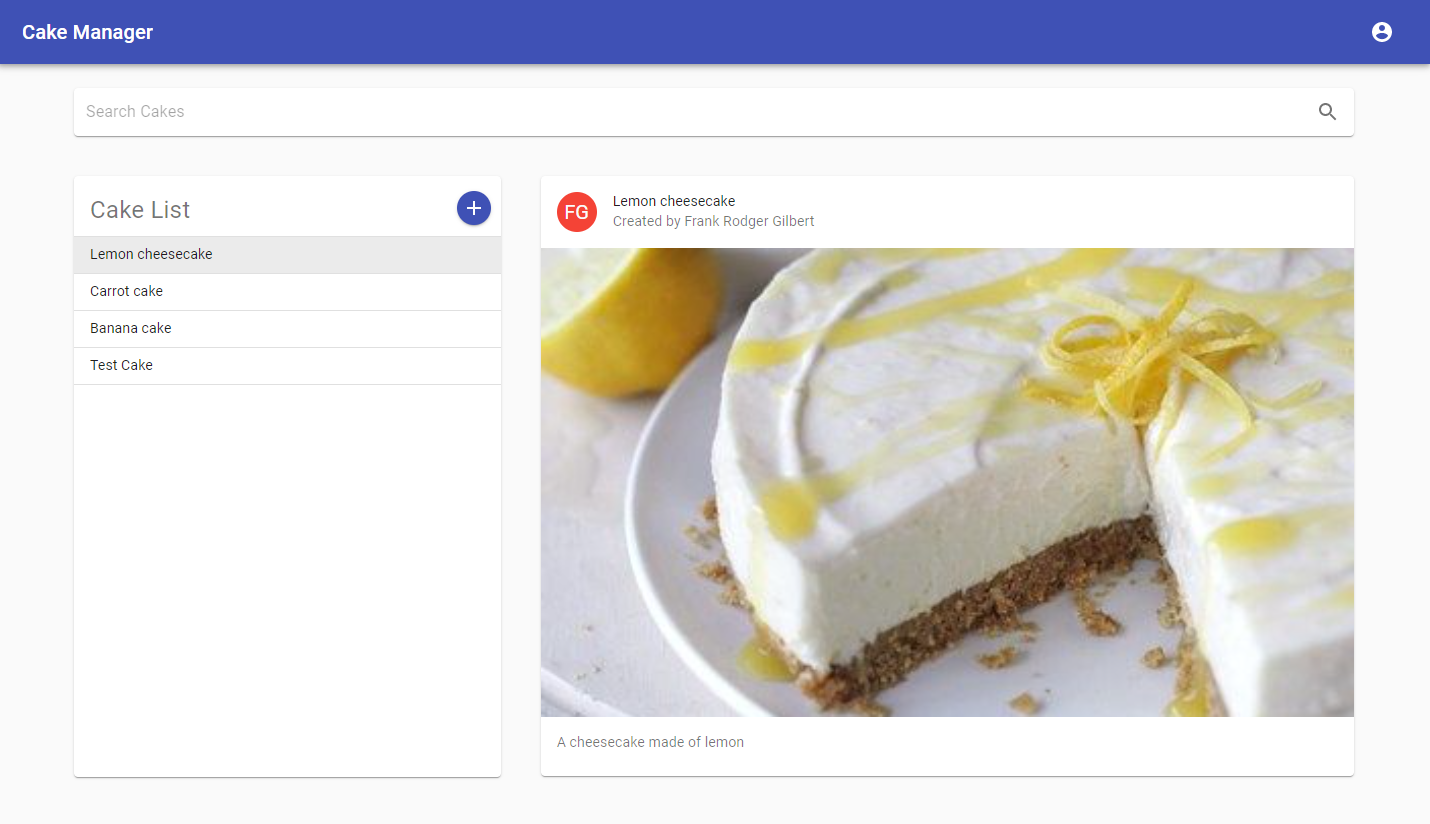 Cake Manager
Search Cakes
Cake List
Lemon cheesecake
Carrot cake
Banana cake
Test Cake
FG
Lemon cheesecake
Created by Frank Rodger Gilbert
A cheesecake made of lemon